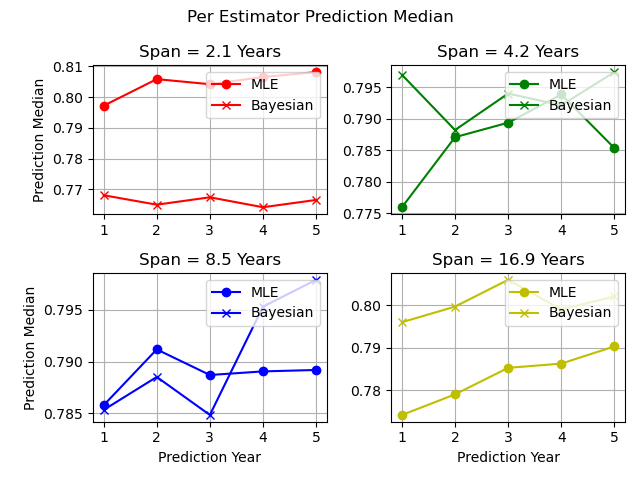 Per Estimator Prediction Median
Span = 2.1 Years
Prediction Median
0.81
0.80
0.79
0.78
0.77
1 2 3 4 5
MLE
Bayesian
Span = 4.2 Years
0.795
0.790
0.785
0.780
0.775
1 2 3 4 5
MLE
Bayesian
Span = 8.5 Years
Prediction Median
0.795
0.790
0.785
1 2 3 4 5
Prediction Year
MLE
Bayesian
Span = 16.9 Years
0.80
0.79
0.78
1 2 3 4 5
Prediction Year
MLE
Bayesian